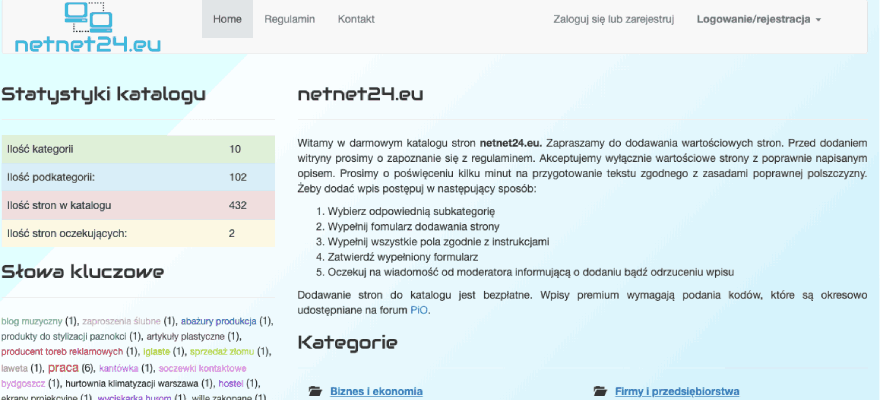 Home Regulamin Kontakt Zaloguj się lub zarejestruj Logowanie/rejestracja
netnet24.eu
Statystyki katalogu
Ilość kategorii 10
Ilość podkategorii: 102
Ilość stron w katalogu 432
Ilość stron oczekujących: 2
Słowa kluczowe
blog muzyczny (1), zaproszenia ślubne (1), abażury produkcja (1),
produkty do stylizacji paznokci (1), artykuły plastyczne (1),
producent toreb reklamowych (1), iglaste (1), sprzedaż złomu (1),
laweta (1), praca (6), kantówka (1), soczewki kontaktowe
bydgoszcz (1), hurtownia klimatyzacji warszawa (1), hostel (1),
ekrany projekcyjne (1), wyciskarka hurom (1), wille zakopane (1),
netnet24.eu
Witamy w darmowym katalogu stron netnet24.eu. Zapraszamy do dodawania wartościowych stron. Przed dodaniem
witryny prosimy o zapoznanie się z regulaminem. Akceptujemy wyłącznie wartościowe strony z poprawnie napisanym
opisem. Prosimy o poświęceniu kilku minut na przygotowanie tekstu zgodnego z zasadami poprawnej polszczyzny.
Żeby dodać wpis postępuj w następujący sposób:
1. Wybierz odpowiednią subkategorię
2. Wypełnij fomularz dodawania strony
3. Wypełnij wszystkie pola zgodnie z instrukcjami
4. Zatwierdź wypełniony formularz
5. Oczekuj na wiadomość od moderatora informującą o dodaniu bądź odrzuceniu wpisu
Dodawanie stron do katalogu jest bezpłatne. Wpisy premium wymagają podania kodów, które są okresowo
udostępniane na forum PiO.
Kategorie
Biznes i ekonomia Firmy i przedsiębiorstwa